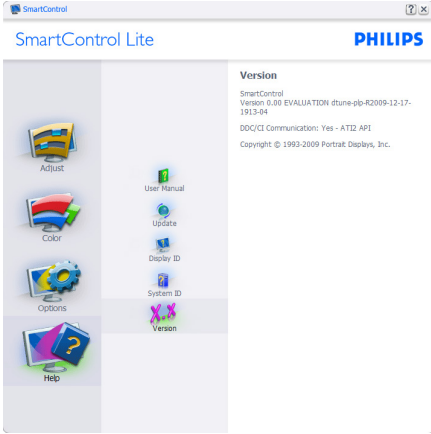 SmartControl
SmartControl Lite
PHILIPS
Adjust
Color
Options
Help
User Manual
Update
Display ID
System ID
X.X
Version
Version
SmartControl
Version 0.00 EVALUATION dtune-plp-R2009-12-17-
1913-04
DDC/CI Communication: Yes - ATI2 API
Copyright © 1993-2009 Portrait Displays, Inc.